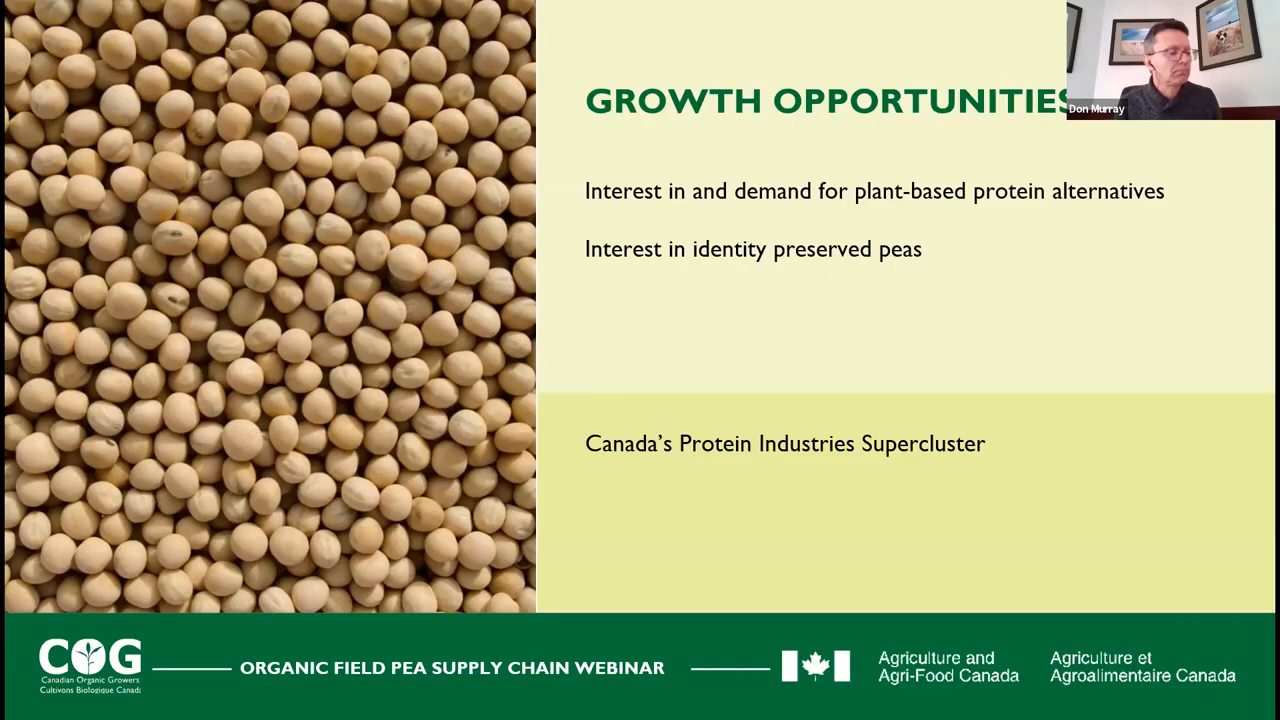 GROWTH OPPORTUNITIES
Don Murray
Interest in and demand for plant-based protein alternatives
Interest in identity preserved peas
Canada’s Protein Industries Supercluster
COG
Canadian Organic Growers
Cultivons Biologique Canada
ORGANIC FIELD PEA SUPPLY CHAIN WEBINAR
Agriculture and
Agri-Food Canada
Agriculture et
Agroalimentaire Canada